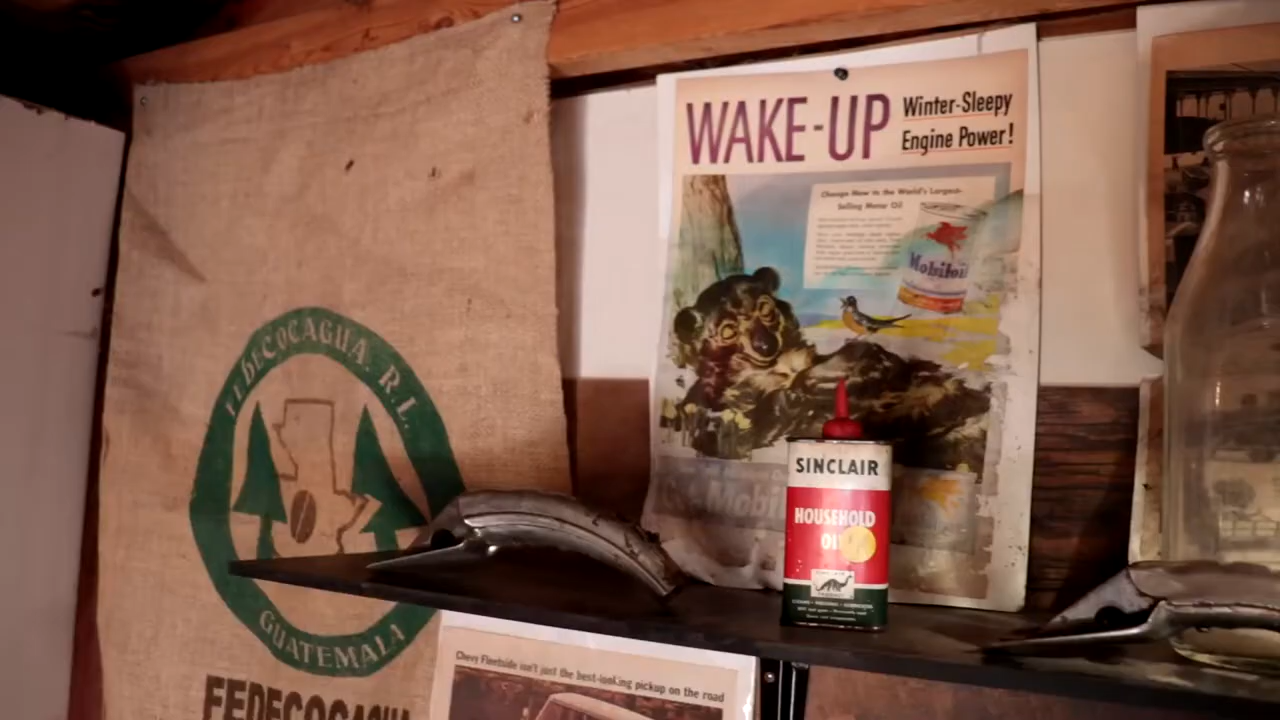 FEDECOCAGUA. R.L.
GUATEMALA
FEDECOCAGUA
WAKE-UP
Winter-Sleepy
Engine Power!
Change Now to the World's Largest-
Selling Motor Oil
Mobiloil
Mobil
SINCLAIR
HOUSEHOLD
OIL
Chevy Fleetside isn't just the best-looking pickup on the road